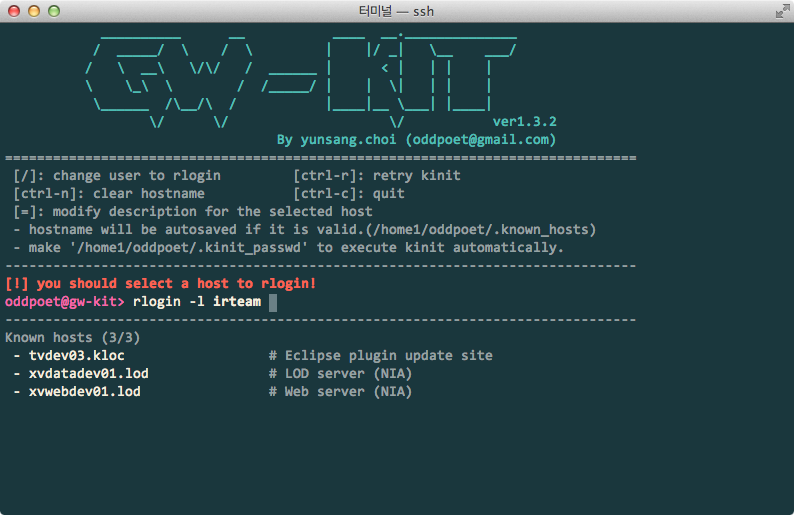 터미널 — ssh
GW-KIT
ver1.3.2
By yunsang.choi (oddpoet@gmail.com)
===============================================================================
[/]: change user to rlogin [ctrl-r]: retry kinit
[ctrl-n]: clear hostname [ctrl-c]: quit
[=]: modify description for the selected host
- hostname will be autosaved if it is valid.(/home1/oddpoet/.known_hosts)
- make '/home1/oddpoet/.kinit_passwd' to execute kinit automatically.
-------------------------------------------------------------------------------
[!] you should select a host to rlogin!
oddpoet@gw-kit> rlogin -l irteam
-------------------------------------------------------------------------------
Known hosts (3/3)
- tvdev03.kloc # Eclipse plugin update site
- xvdatadev01.lod # LOD server (NIA)
- xvwebdev01.lod # Web server (NIA)